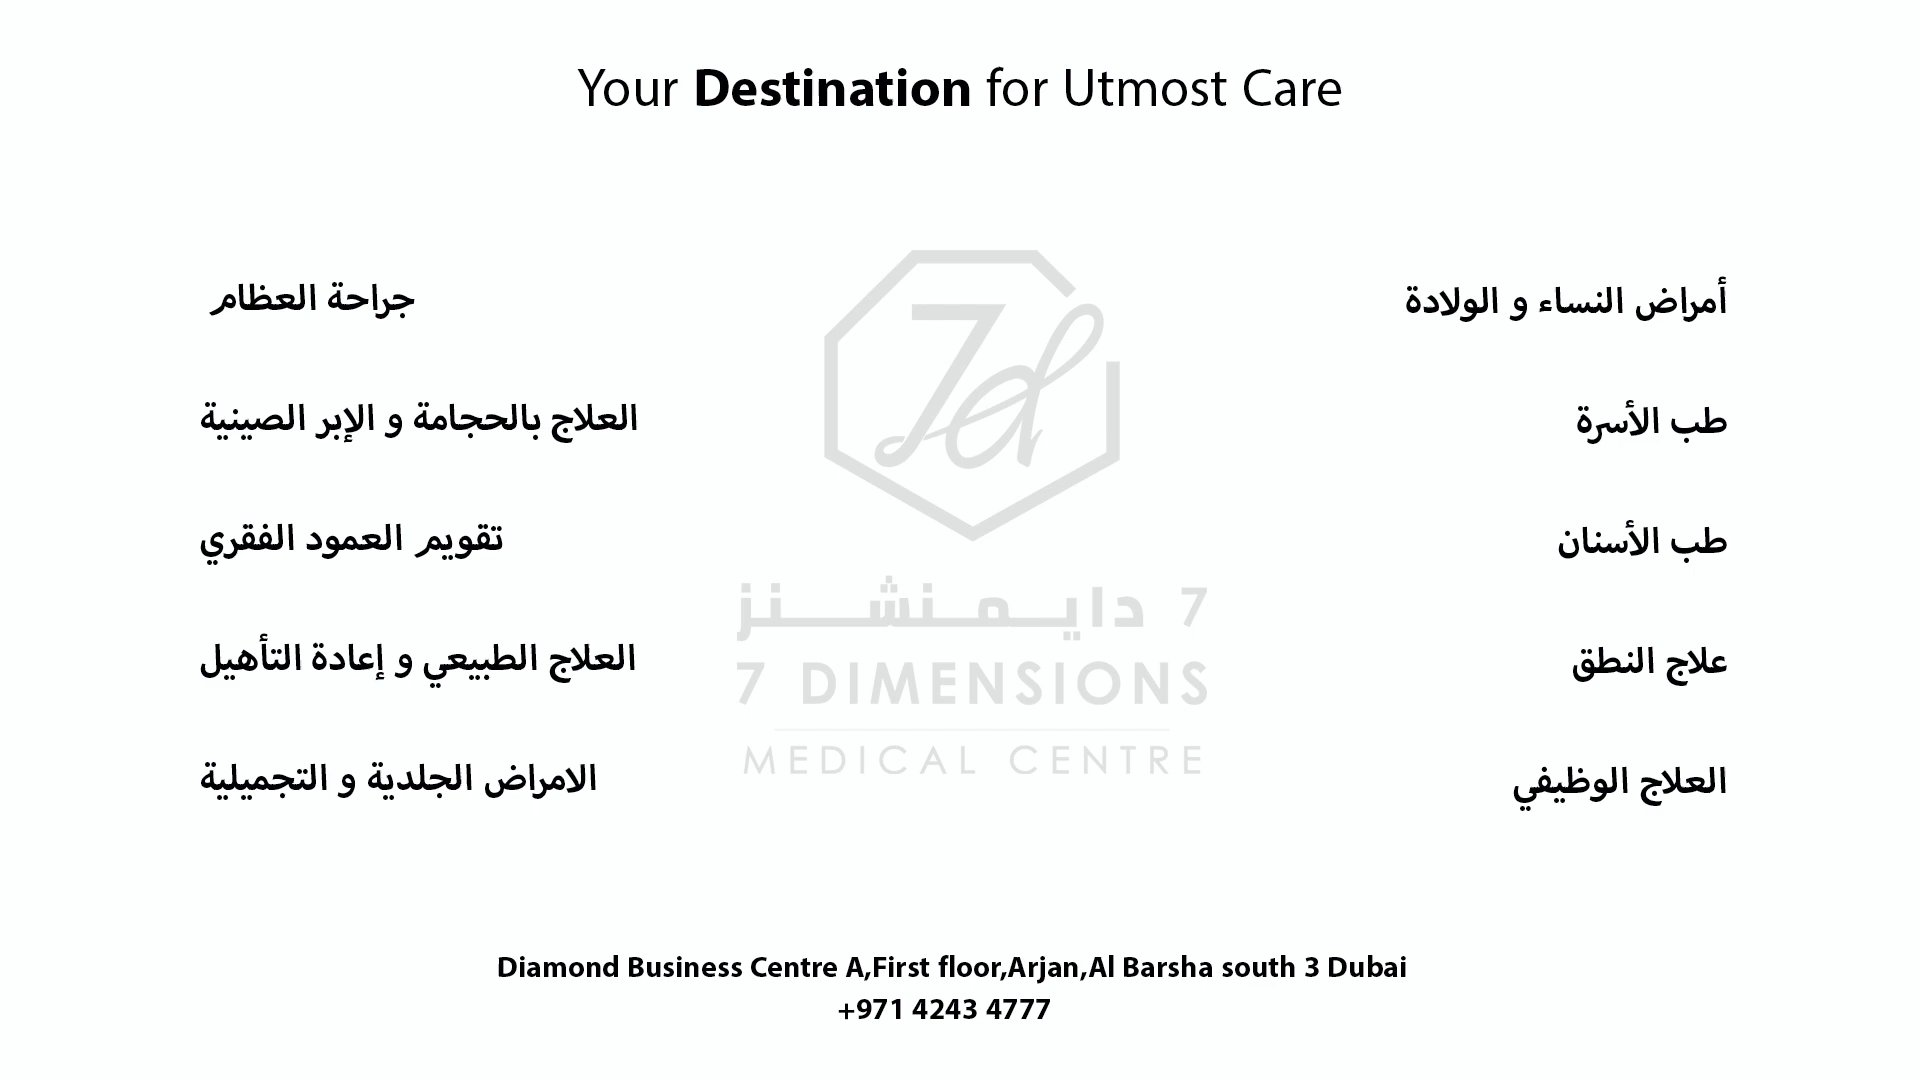 Your Destination for Utmost Care
أمراض النساء و الولادة
طب الأسرة
طب الأسنان
علاج النطق
العلاج الوظيفي
جراحة العظام
العلاج بالحجامة و الإبر الصينية
تقويم العمود الفقري
العلاج الطبيعي و إعادة التأهيل
الامراض الجلدية و التجميلية
7d
7 دايمنشنز
7 DIMENSIONS
MEDICAL CENTRE
Diamond Business Centre A,First floor,Arjan,Al Barsha south 3 Dubai
+971 4243 4777